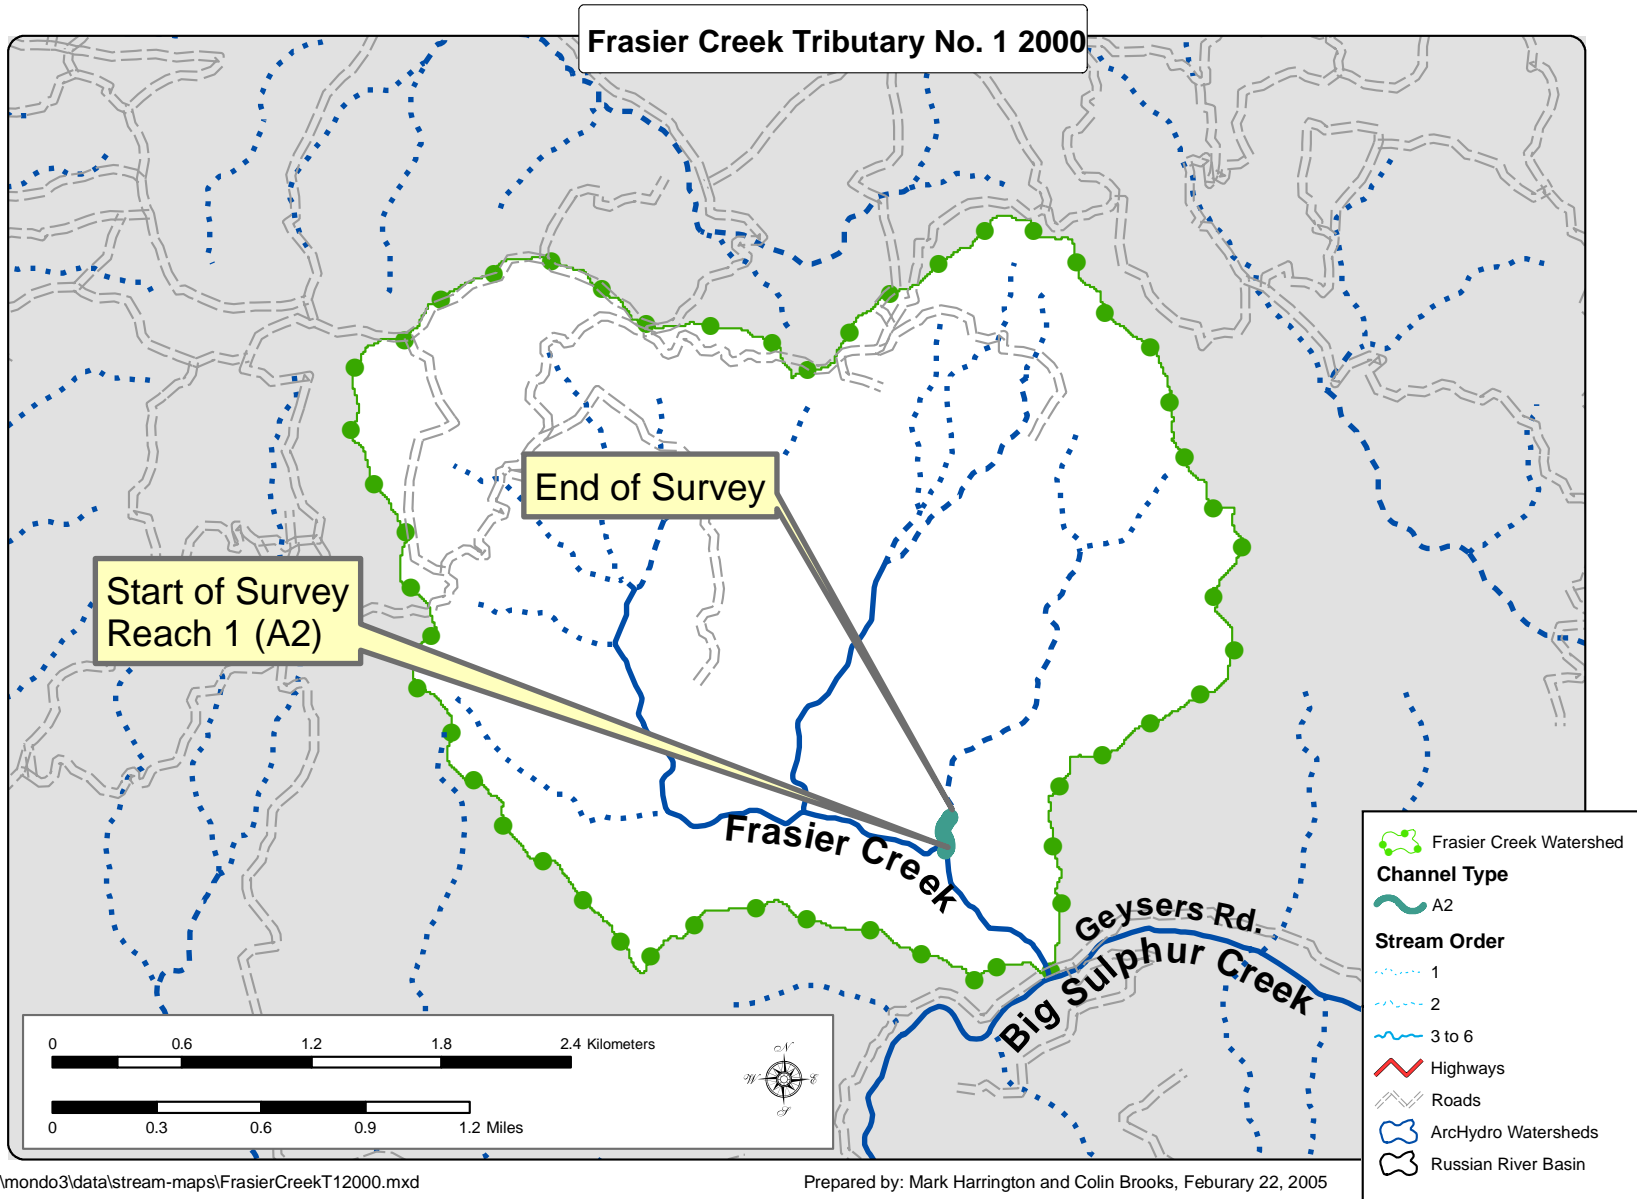 Frasier Creek Tributary No. 1 2000
End of Survey
Start of Survey
Reach 1 (A2)
Frasier Creek
Geysers Rd.
Big Sulphur Creek
Frasier Creek Watershed
Channel Type
A2
Stream Order
1
2
3 to 6
Highways
Roads
ArcHydro Watersheds
Russian River Basin
0 0.6 1.2 1.8 2.4 Kilometers
0 0.3 0.6 0.9 1.2 Miles
N
W E
S
\mondo3\data\stream-maps\FrasierCreekT12000.mxd
Prepared by: Mark Harrington and Colin Brooks, Feburary 22, 2005